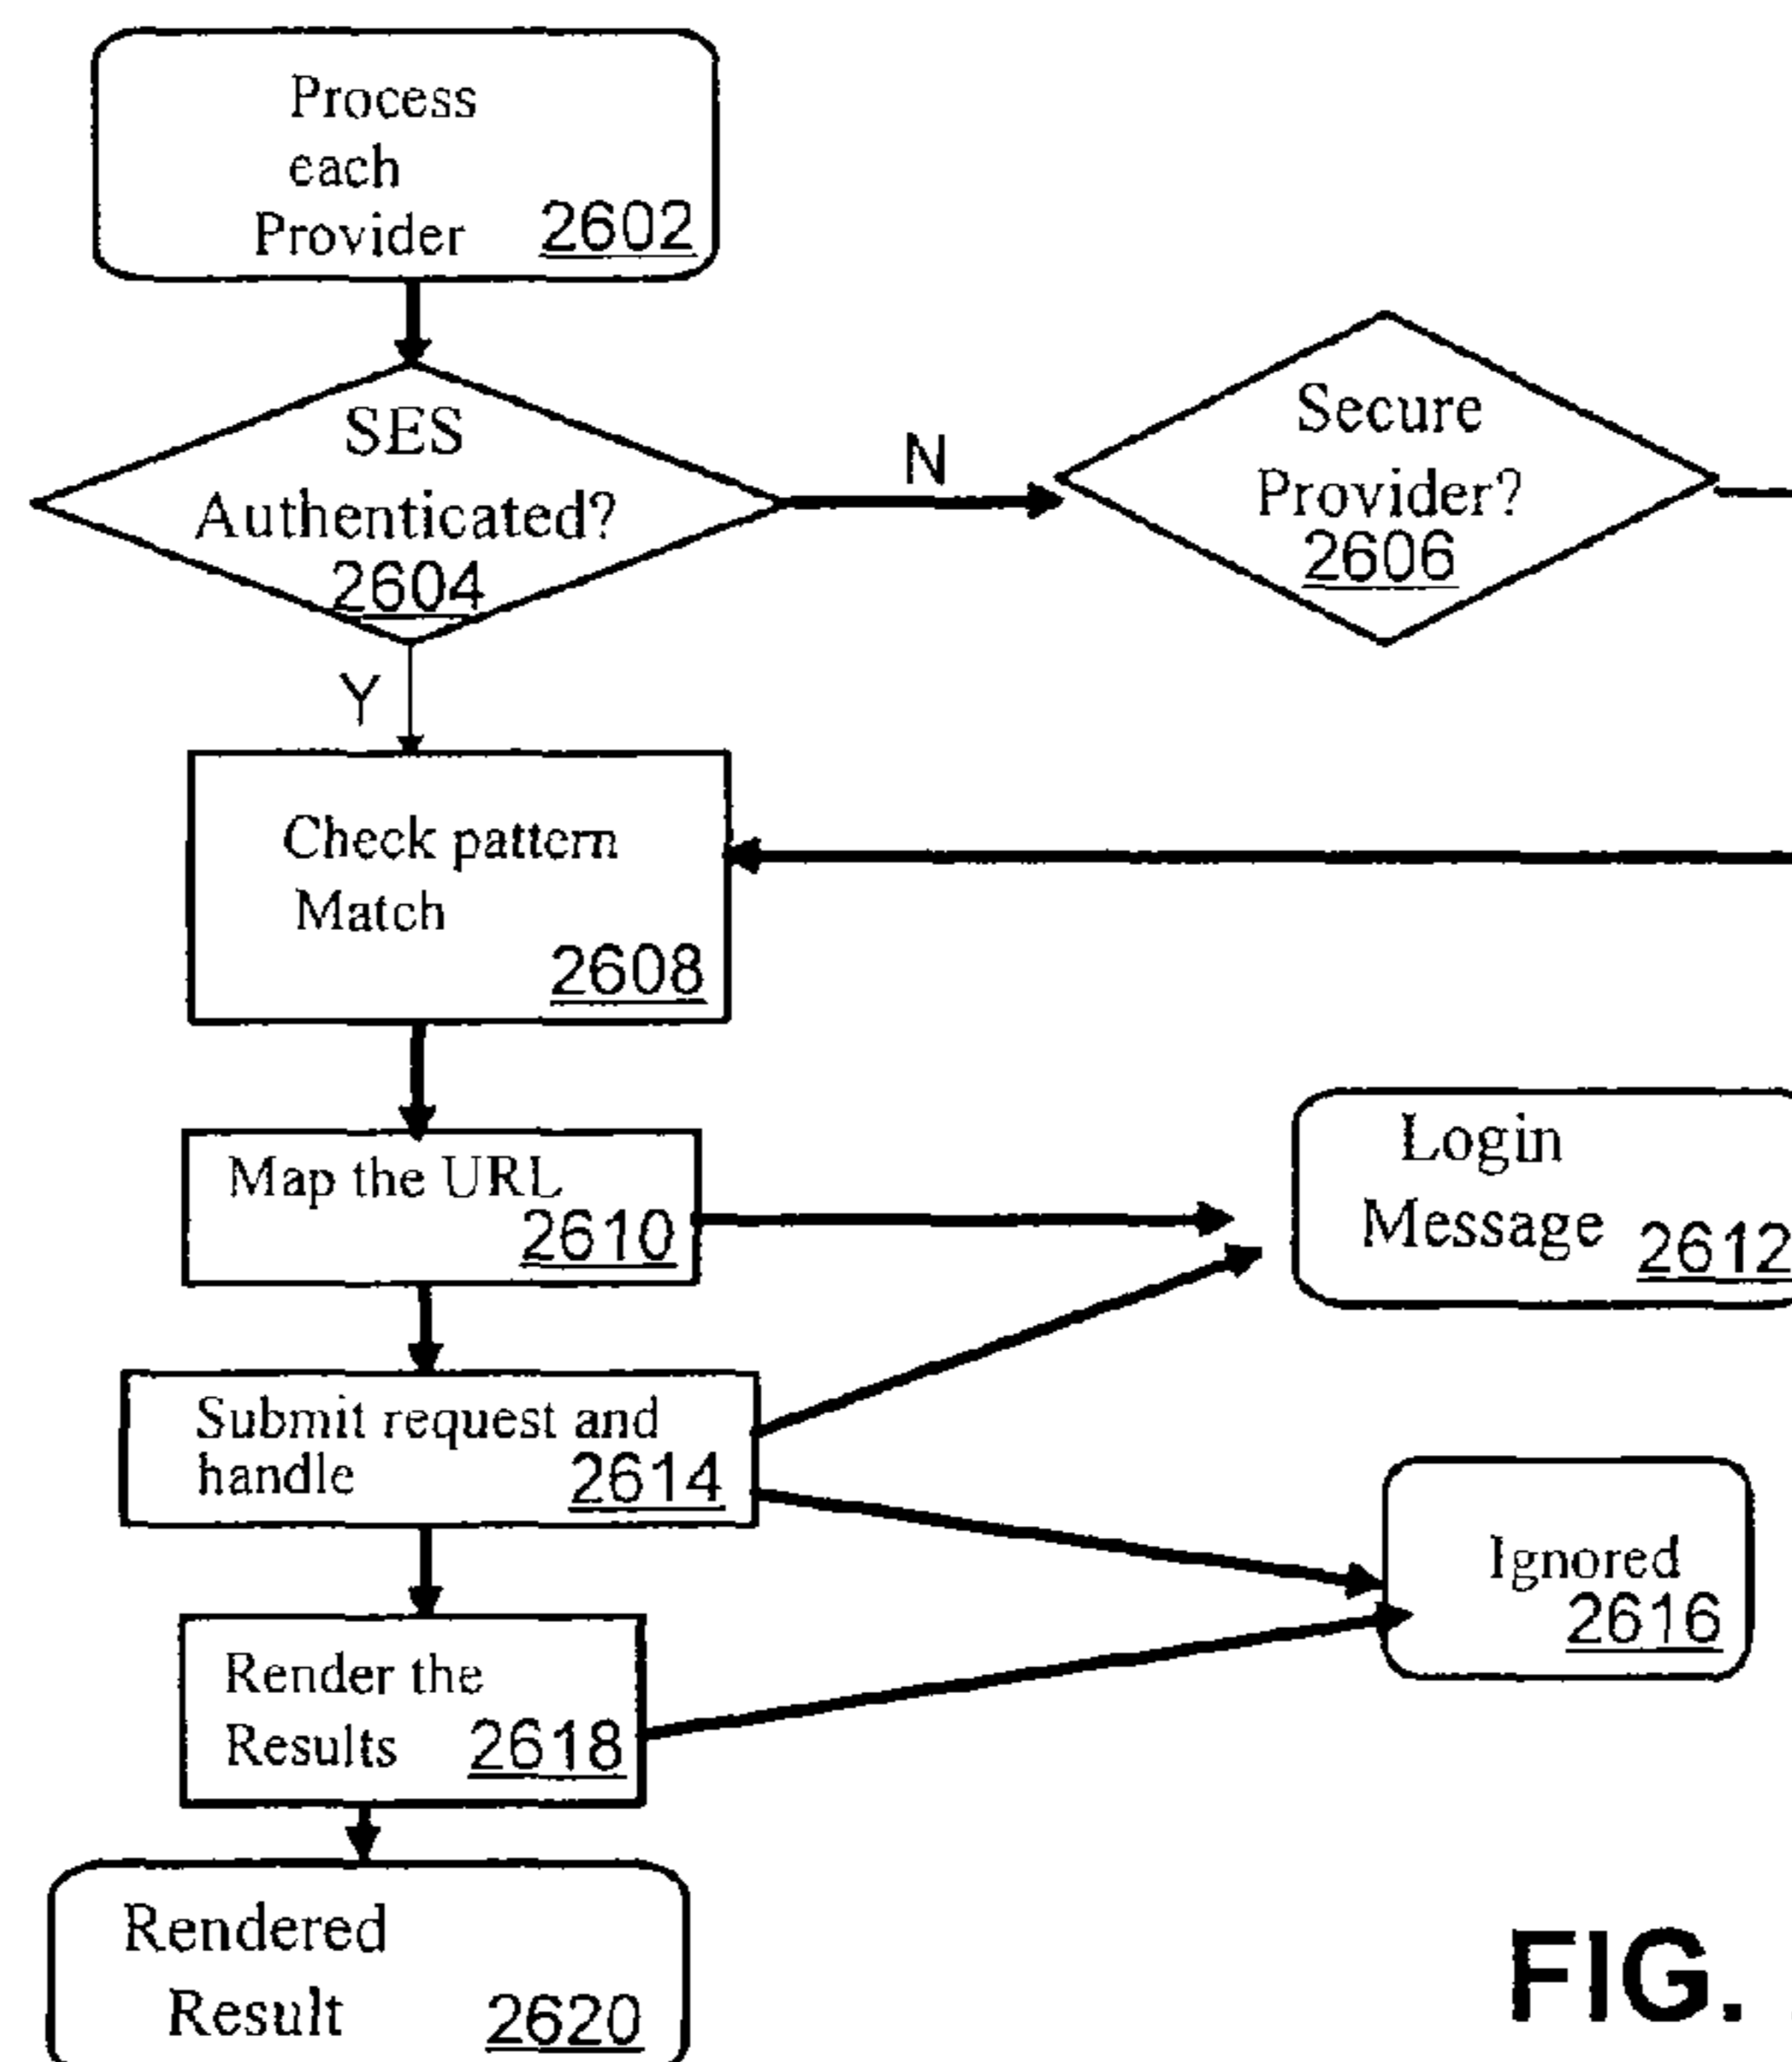 Process
each
Provider 2602
SES
Authenticated?
2604
N
Secure
Provider?
2606
Y
Check pattern
Match
2608
Map the URL
2610
Login
Message 2612
Submit request and
handle 2614
Ignored
2616
Render the
Results 2618
Rendered
Result 2620
FIG.